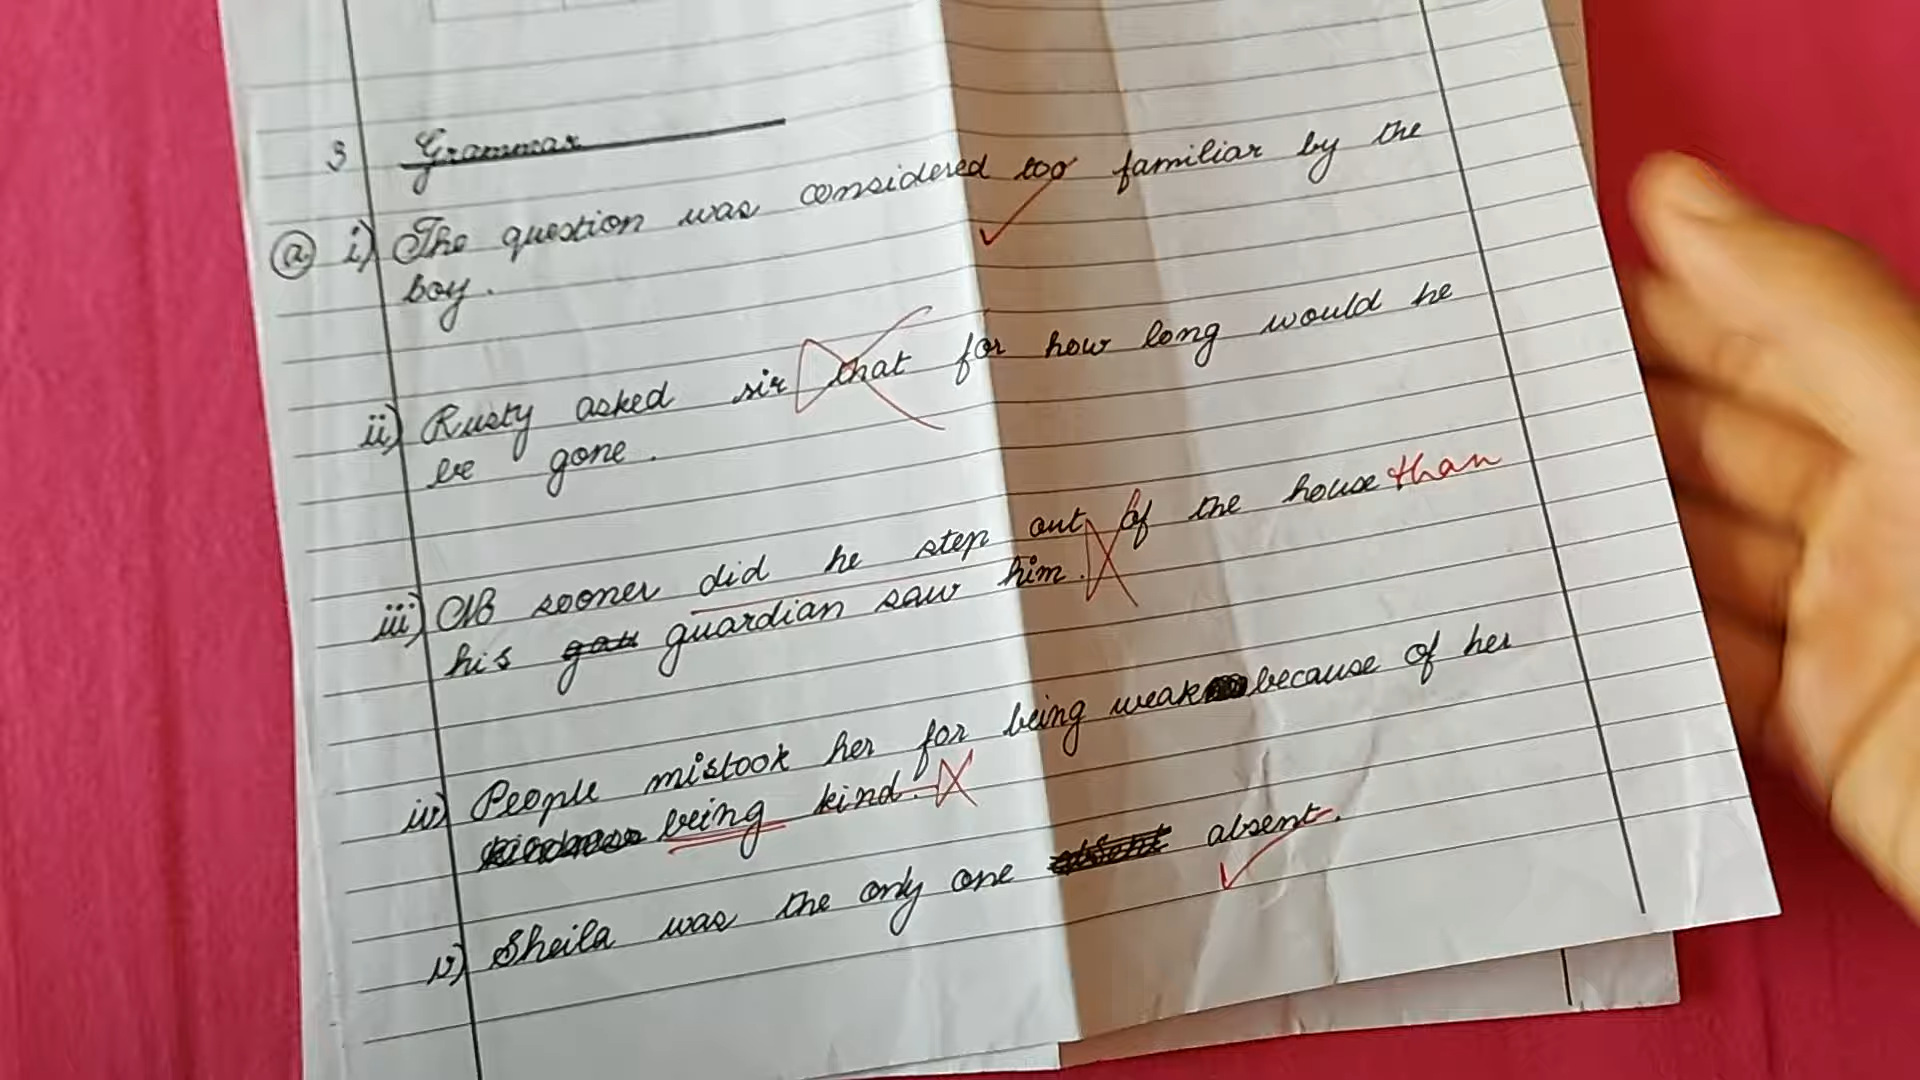 3 Grammar
a i) The question was considered too familiar by the
boy.
ii) Rusty asked sir that for how long would he
be gone.
iii) No sooner did he step out of the house than
his guardian saw him.
iv) People mistook her for being weak because of her
being kind.
v) Sheila was the only one absent.